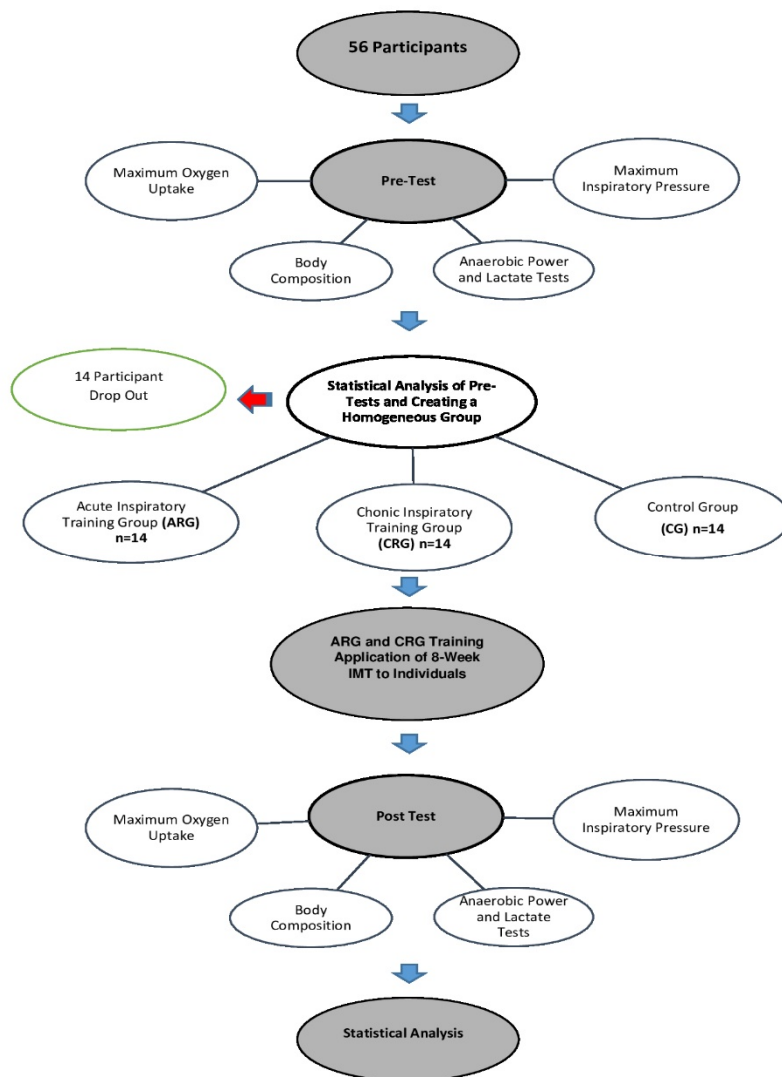 56 Participants
Maximum Oxygen
Uptake
Pre-Test
Maximum
Inspiratory Pressure
Body
Composition
Anaerobic Power
and Lactate Tests
14 Participant
Drop Out
Statistical Analysis of Pre-
Tests and Creating a
Homogeneous Group
Acute Inspiratory
Training Group (ARG)
n=14
Chonic Inspiratory
Training Group
(CRG) n=14
Control Group
(CG) n=14
ARG and CRG Training
Application of 8-Week
IMT to Individuals
Maximum Oxygen
Uptake
Post Test
Maximum
Inspiratory Pressure
Body
Composition
Anaerobic Power
and Lactate
Tests
Statistical Analysis